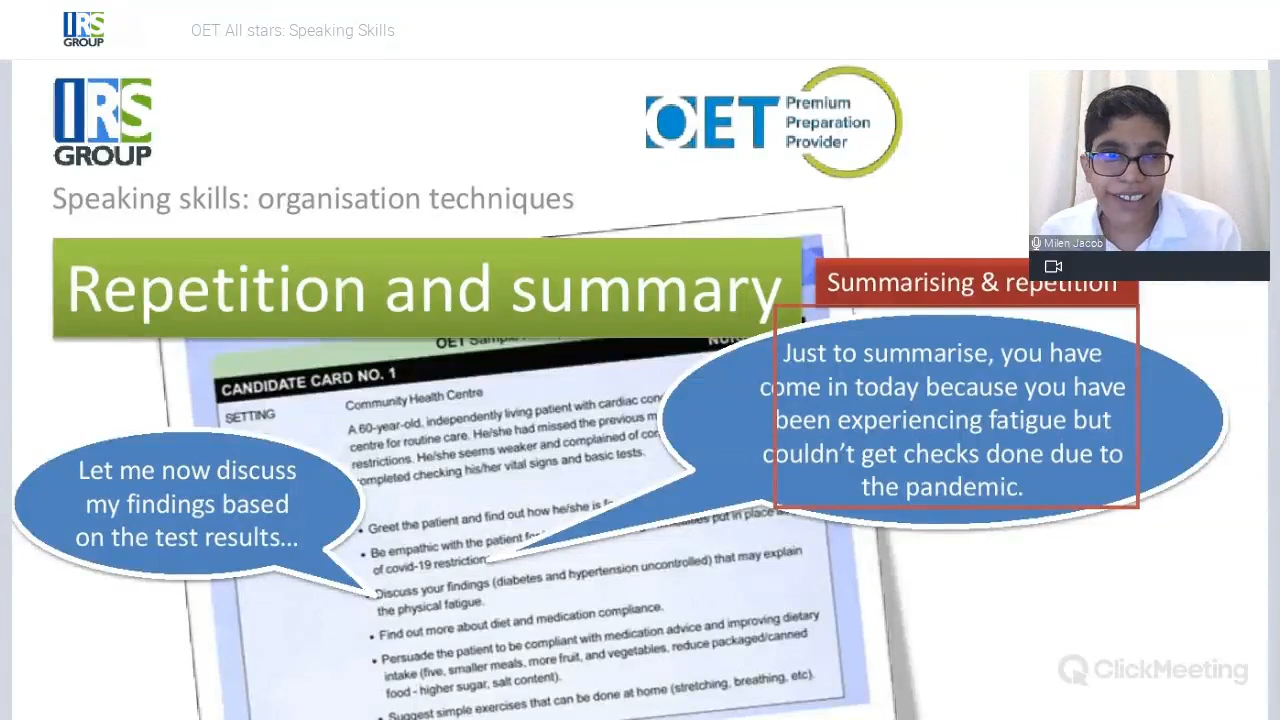 IRS
GROUP
OET All stars: Speaking Skills
IRS
GROUP
OET Premium
Preparation
Provider
Speaking skills: organisation techniques
Milen Jacob
Repetition and summary
Summarising & repetition
Just to summarise, you have
come in today because you have
been experiencing fatigue but
couldn't get checks done due to
the pandemic.
Let me now discuss
my findings based
on the test results...
OET Sample
CANDIDATE CARD NO. 1
SETTING
Community Health Centre
A 60-year-old, independently living patient with cardiac
centre for routine care. He/she had missed the previous
restrictions. He/she seems weaker and complained of
completed checking his/her vital signs and basic tests.
• Greet the patient and find out how he/she is
• Be empathic with the patient put in place
of covid-19 restrictions
• Discuss your findings (diabetes and hypertension uncontrolled) that may explain
the physical fatigue.
• Find out more about diet and medication compliance.
• Persuade the patient to be compliant with medication advice and improving dietary
intake (five, smaller meals, more fruit, and vegetables, reduce packaged/canned
food - higher sugar, salt content).
• Suggest simple exercises that can be done at home (stretching, breathing, etc).
ClickMeeting